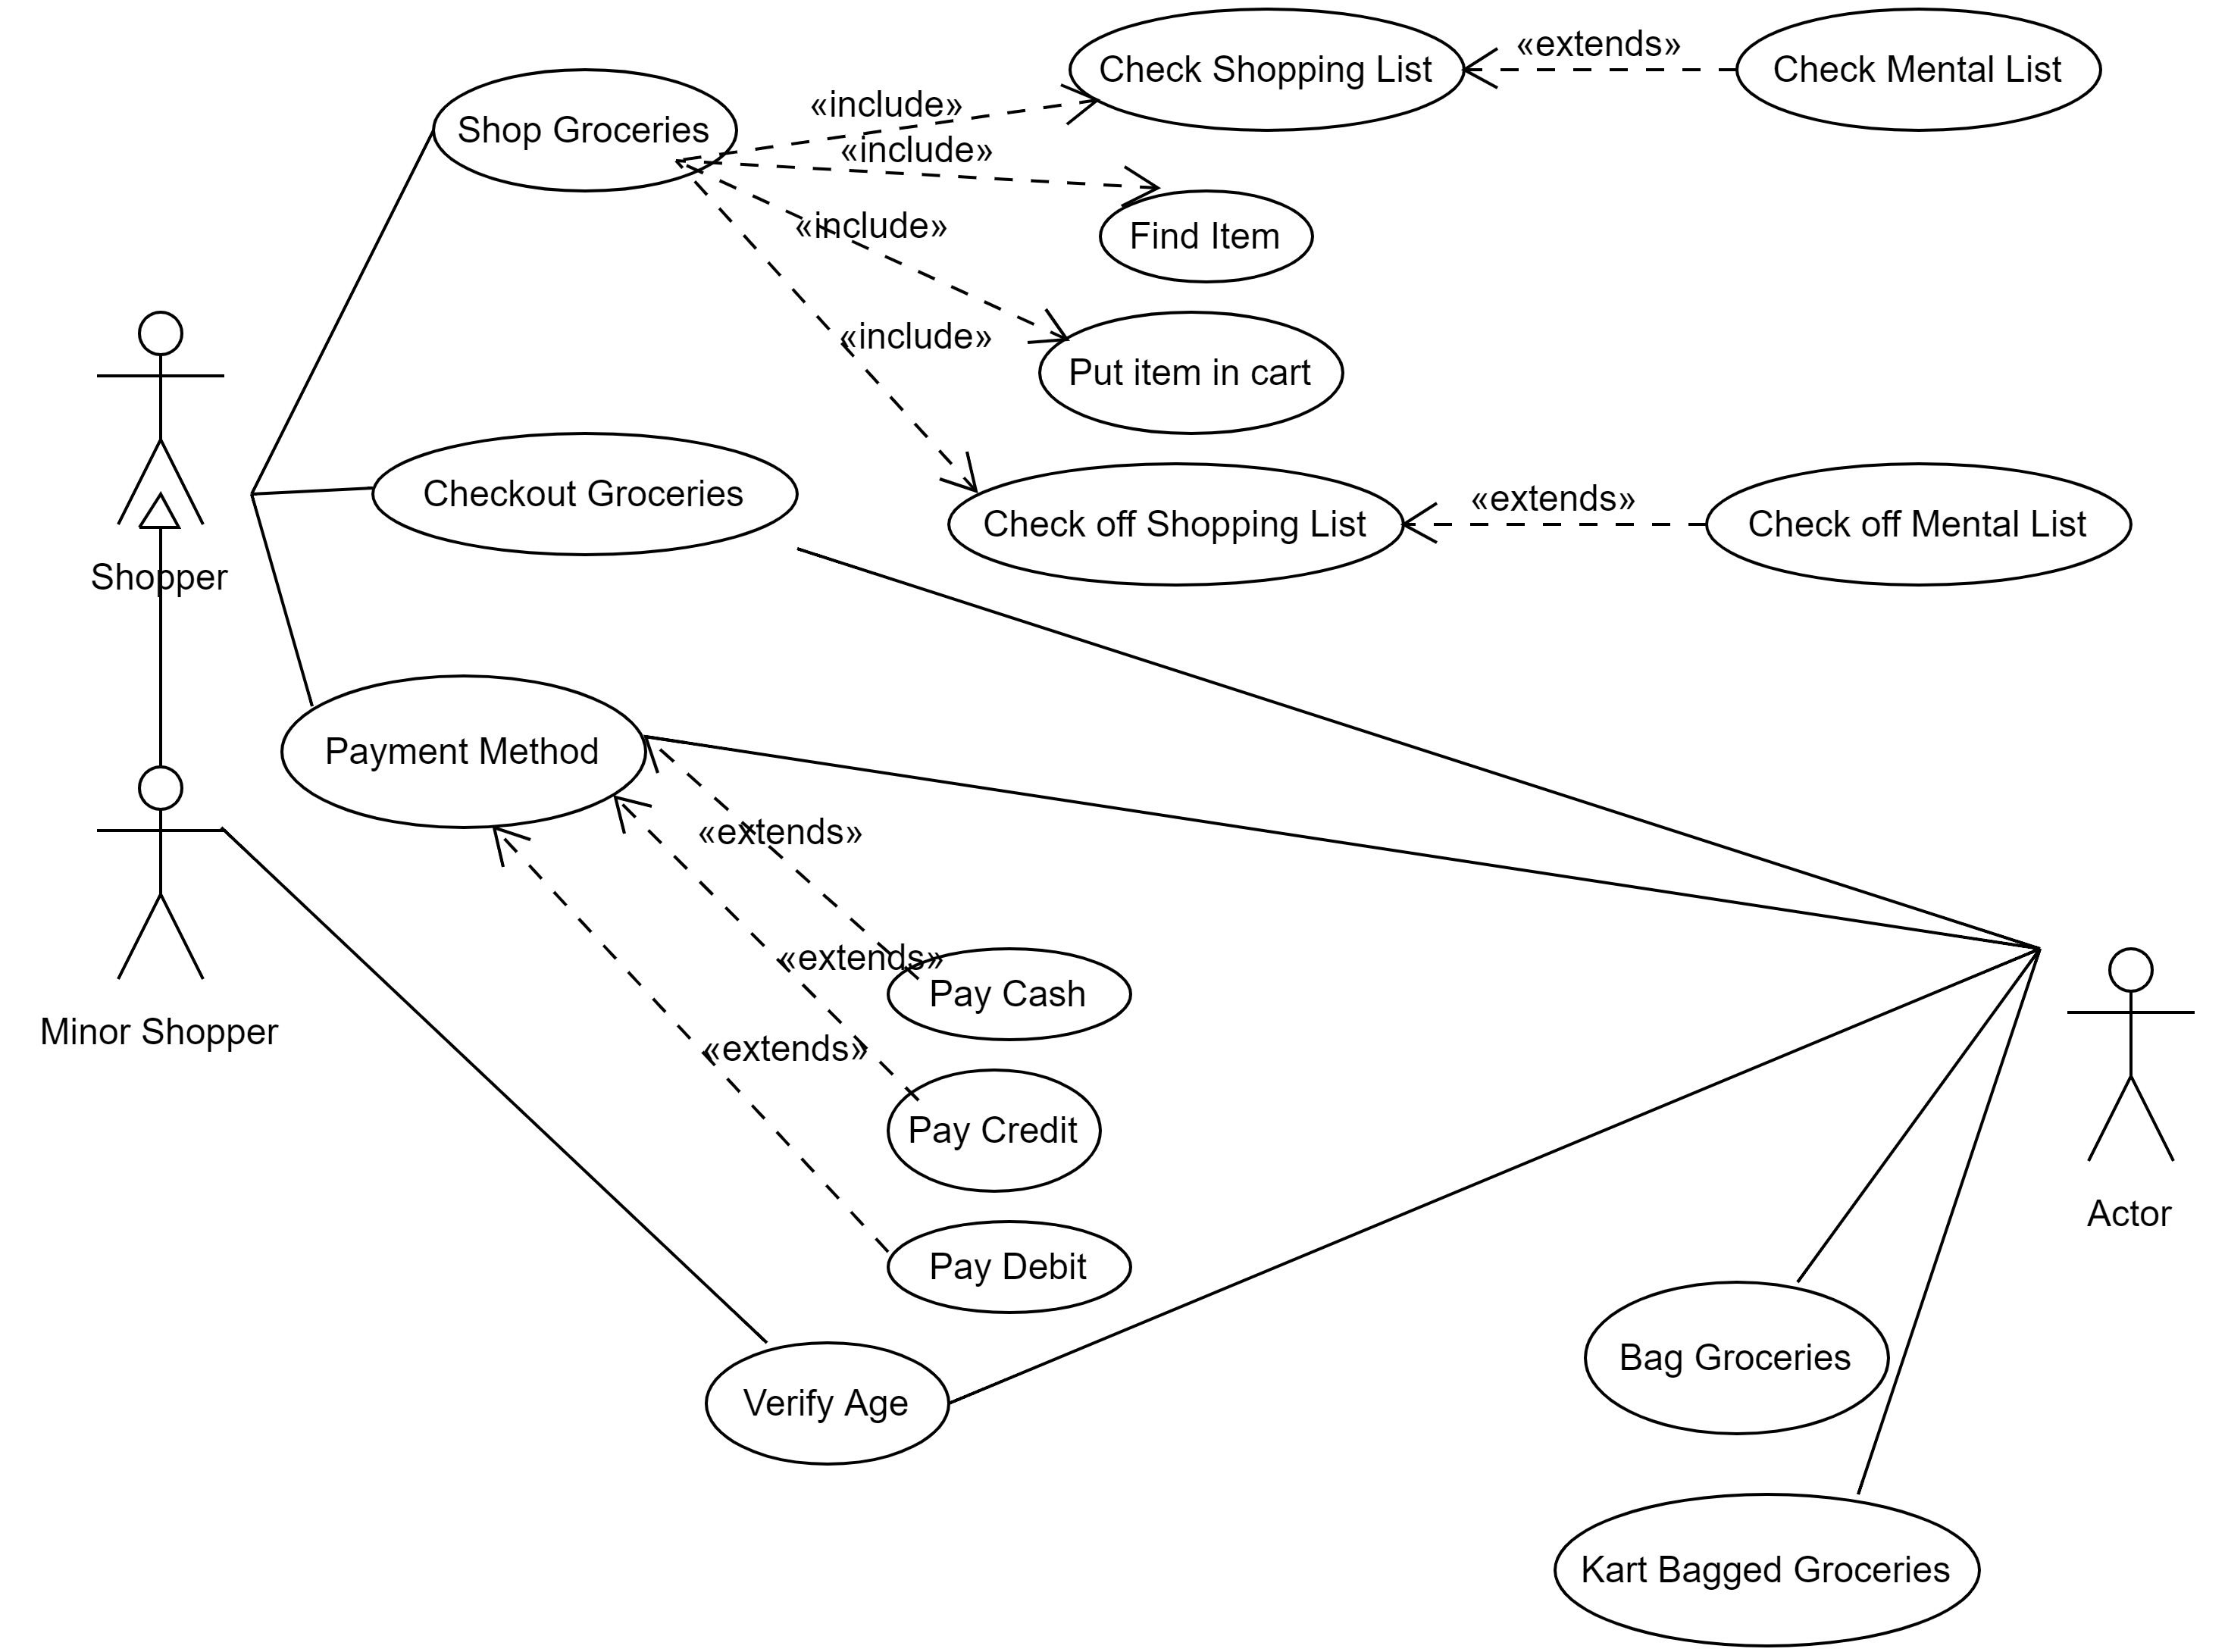 «extends»
Check Shopping List
Check Mental List
«include»
Shop Groceries
«include»
«include»
Find Item
«include»
Put item in cart
Checkout Groceries
«extends»
Check off Shopping List
Check off Mental List
Shopper
Payment Method
«extends»
«extends»
Pay Cash
Minor Shopper
«extends»
Pay Credit
Actor
Pay Debit
Bag Groceries
Verify Age
Kart Bagged Groceries